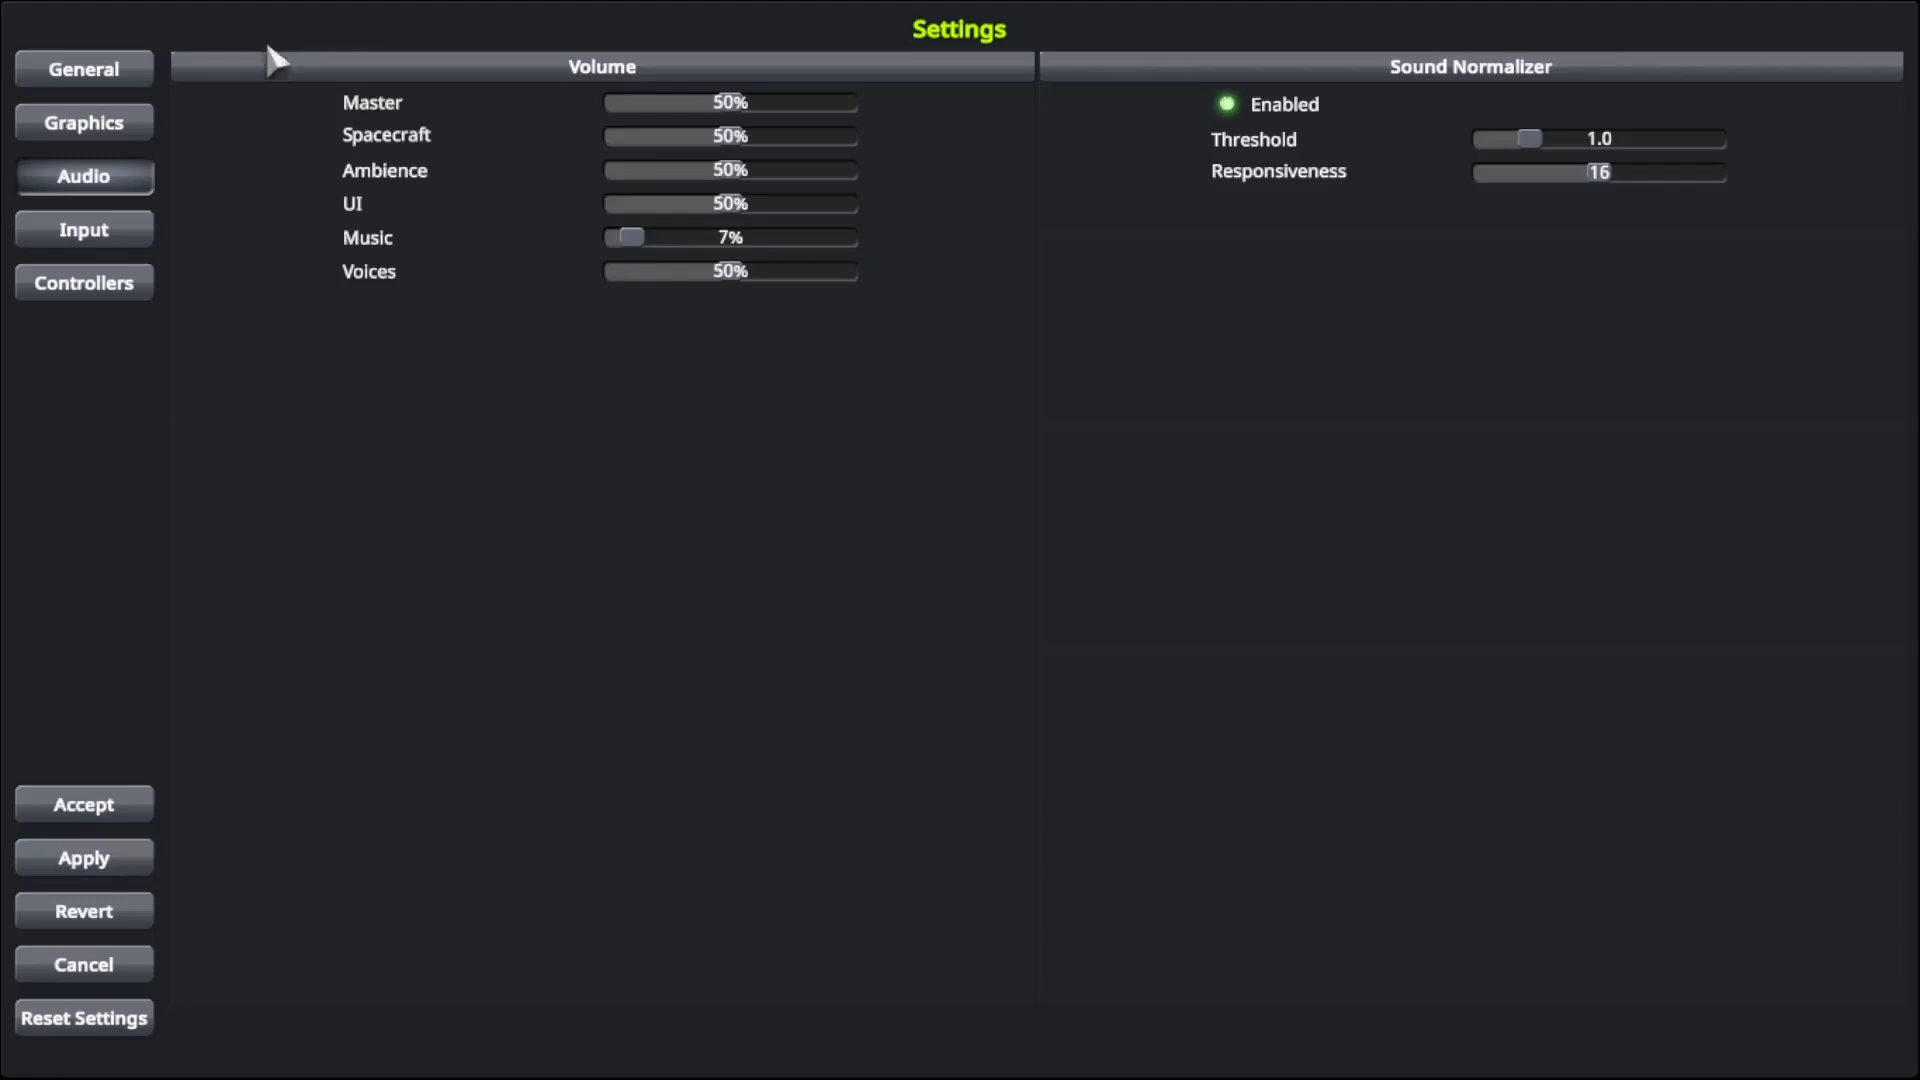 Settings
General
Graphics
Audio
Input
Controllers
Accept
Apply
Revert
Cancel
Reset Settings
Volume
Master 50%
Spacecraft 50%
Ambience 50%
UI 50%
Music 7%
Voices 50%
Sound Normalizer
Enabled
Threshold 1.0
Responsiveness 16